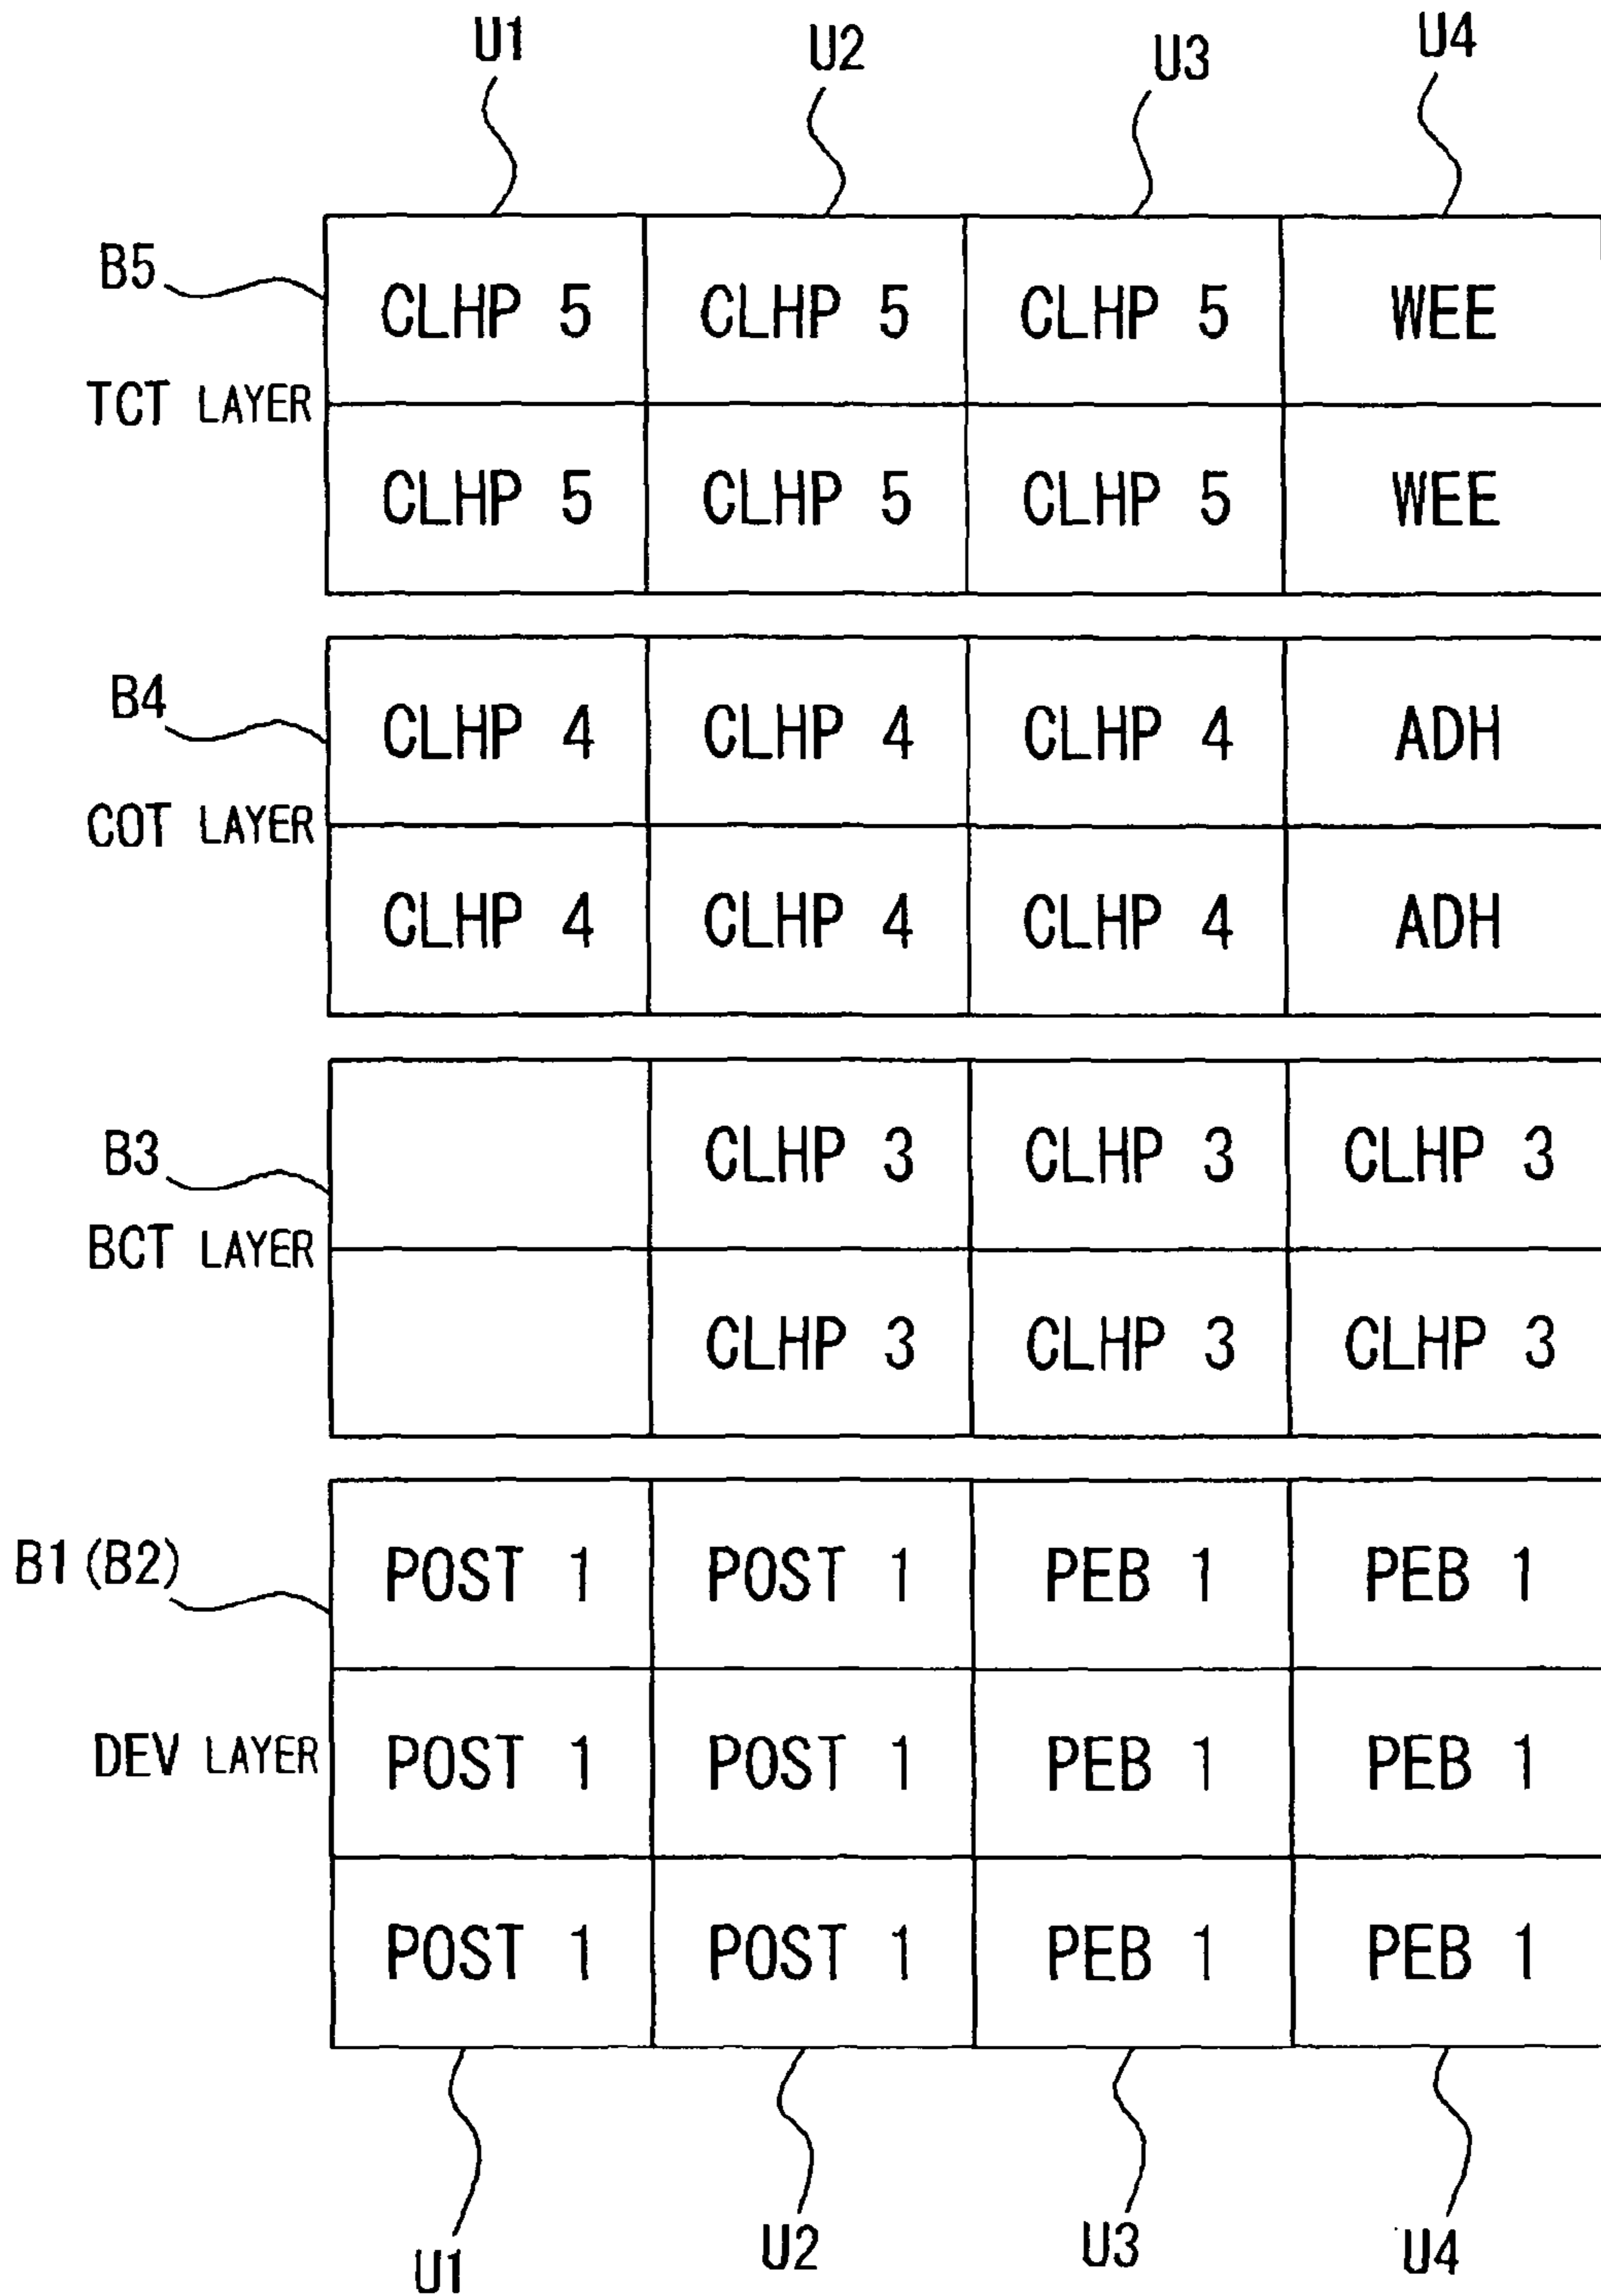 U1 U2 U3 U4
B5
CLHP 5 CLHP 5 CLHP 5 WEE
TCT LAYER
CLHP 5 CLHP 5 CLHP 5 WEE
B4
CLHP 4 CLHP 4 CLHP 4 ADH
COT LAYER
CLHP 4 CLHP 4 CLHP 4 ADH
B3
CLHP 3 CLHP 3 CLHP 3
BCT LAYER
CLHP 3 CLHP 3 CLHP 3
B1 (B2)
POST 1 POST 1 PEB 1 PEB 1
DEV LAYER
POST 1 POST 1 PEB 1 PEB 1
POST 1 POST 1 PEB 1 PEB 1
U1 U2 U3 U4